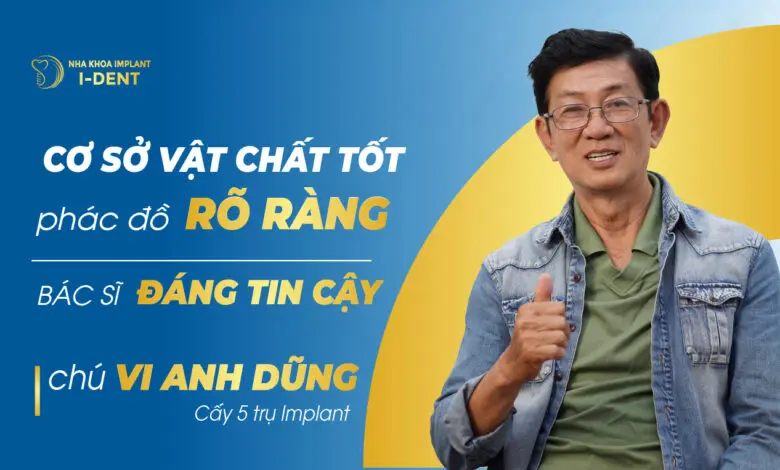 NHA KHOA IMPLANT
I-DENT
CƠ SỞ VẬT CHẤT TỐT
phác đồ RÕ RÀNG
BÁC SĨ ĐÁNG TIN CẬY
chú VI ANH DŨNG
Cấy 5 trụ Implant